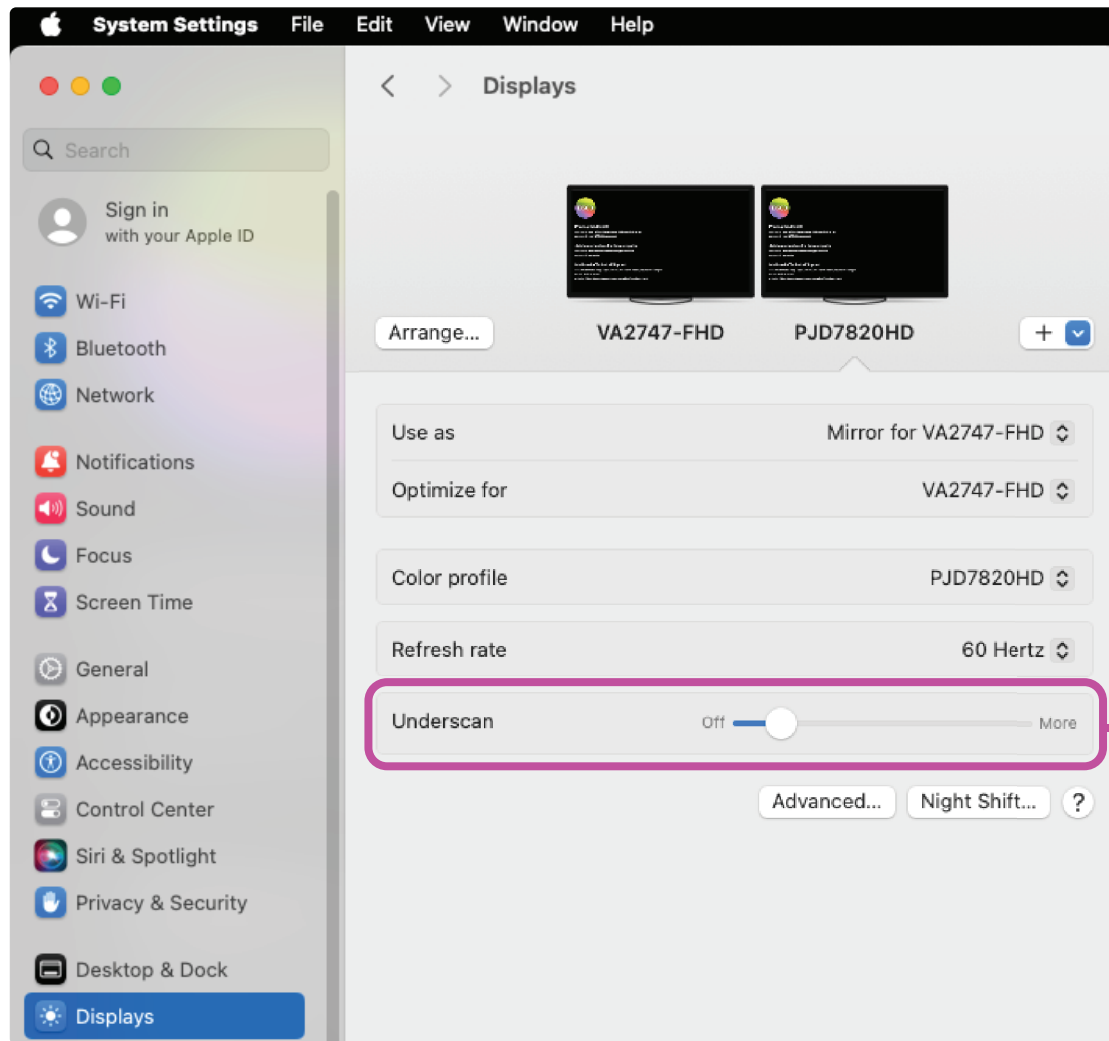 System Settings File Edit View Window Help
Displays
Search
Sign in
with your Apple ID
Wi-Fi
Bluetooth
Network
Notifications
Sound
Focus
Screen Time
General
Appearance
Accessibility
Control Center
Siri & Spotlight
Privacy & Security
Desktop & Dock
Displays
Arrange... VA2747-FHD PJD7820HD +
Use as Mirror for VA2747-FHD
Optimize for VA2747-FHD
Color profile PJD7820HD
Refresh rate 60 Hertz
Underscan Off More
Advanced... Night Shift... ?